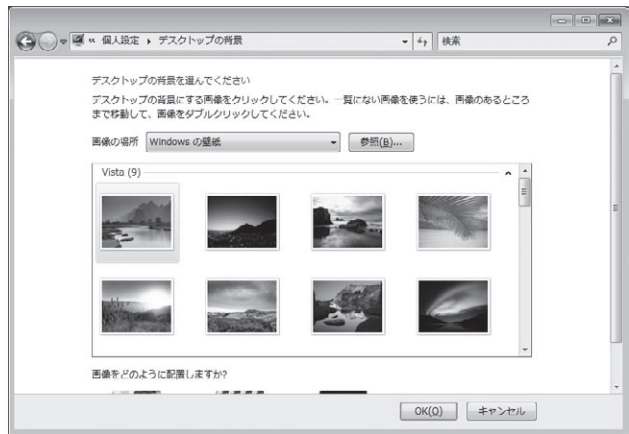 « 個人設定 ▸ デスクトップの背景
検索
デスクトップの背景を選んでください
デスクトップの背景にする画像をクリックしてください。一覧にない画像を使うには、画像のあるところ
まで移動して、画像をダブルクリックしてください。
画像の場所 Windows の壁紙 参照(B)...
Vista (9)
画像をどのように配置しますか?
OK(O) キャンセル